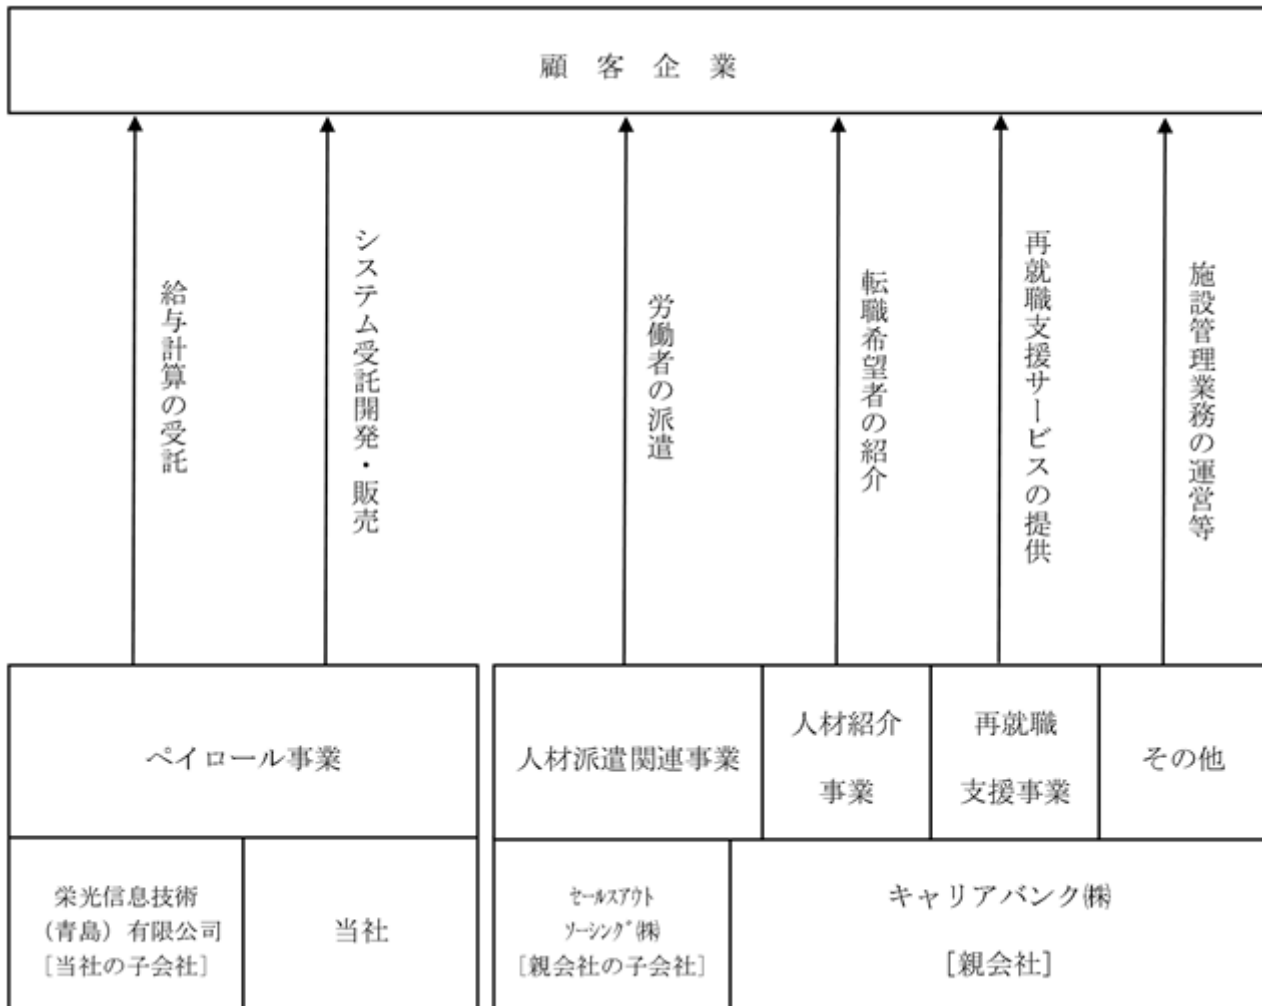 顧客企業
給与計算の受託
システム受託開発・販売
労働者の派遣
転職希望者の紹介
再就職支援サービスの提供
施設管理業務の運営等
ペイロール事業
人材派遣関連事業
人材紹介
事業
再就職
支援事業
その他
栄光信息技術
（青島）有限公司
[当社の子会社]
当社
ｾｰﾙｽｱｳﾄ
ｿｰｼﾝｸﾞ㈱
[親会社の子会社]
キャリアバンク㈱
[親会社]